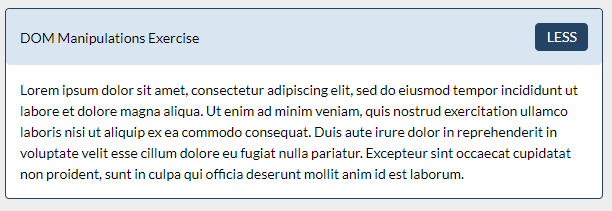 DOM Manipulations Exercise
LESS
Lorem ipsum dolor sit amet, consectetur adipiscing elit, sed do eiusmod tempor incididunt ut
labore et dolore magna aliqua. Ut enim ad minim veniam, quis nostrud exercitation ullamco
laboris nisi ut aliquip ex ea commodo consequat. Duis aute irure dolor in reprehenderit in
voluptate velit esse cillum dolore eu fugiat nulla pariatur. Excepteur sint occaecat cupidatat
non proident, sunt in culpa qui officia deserunt mollit anim id est laborum.